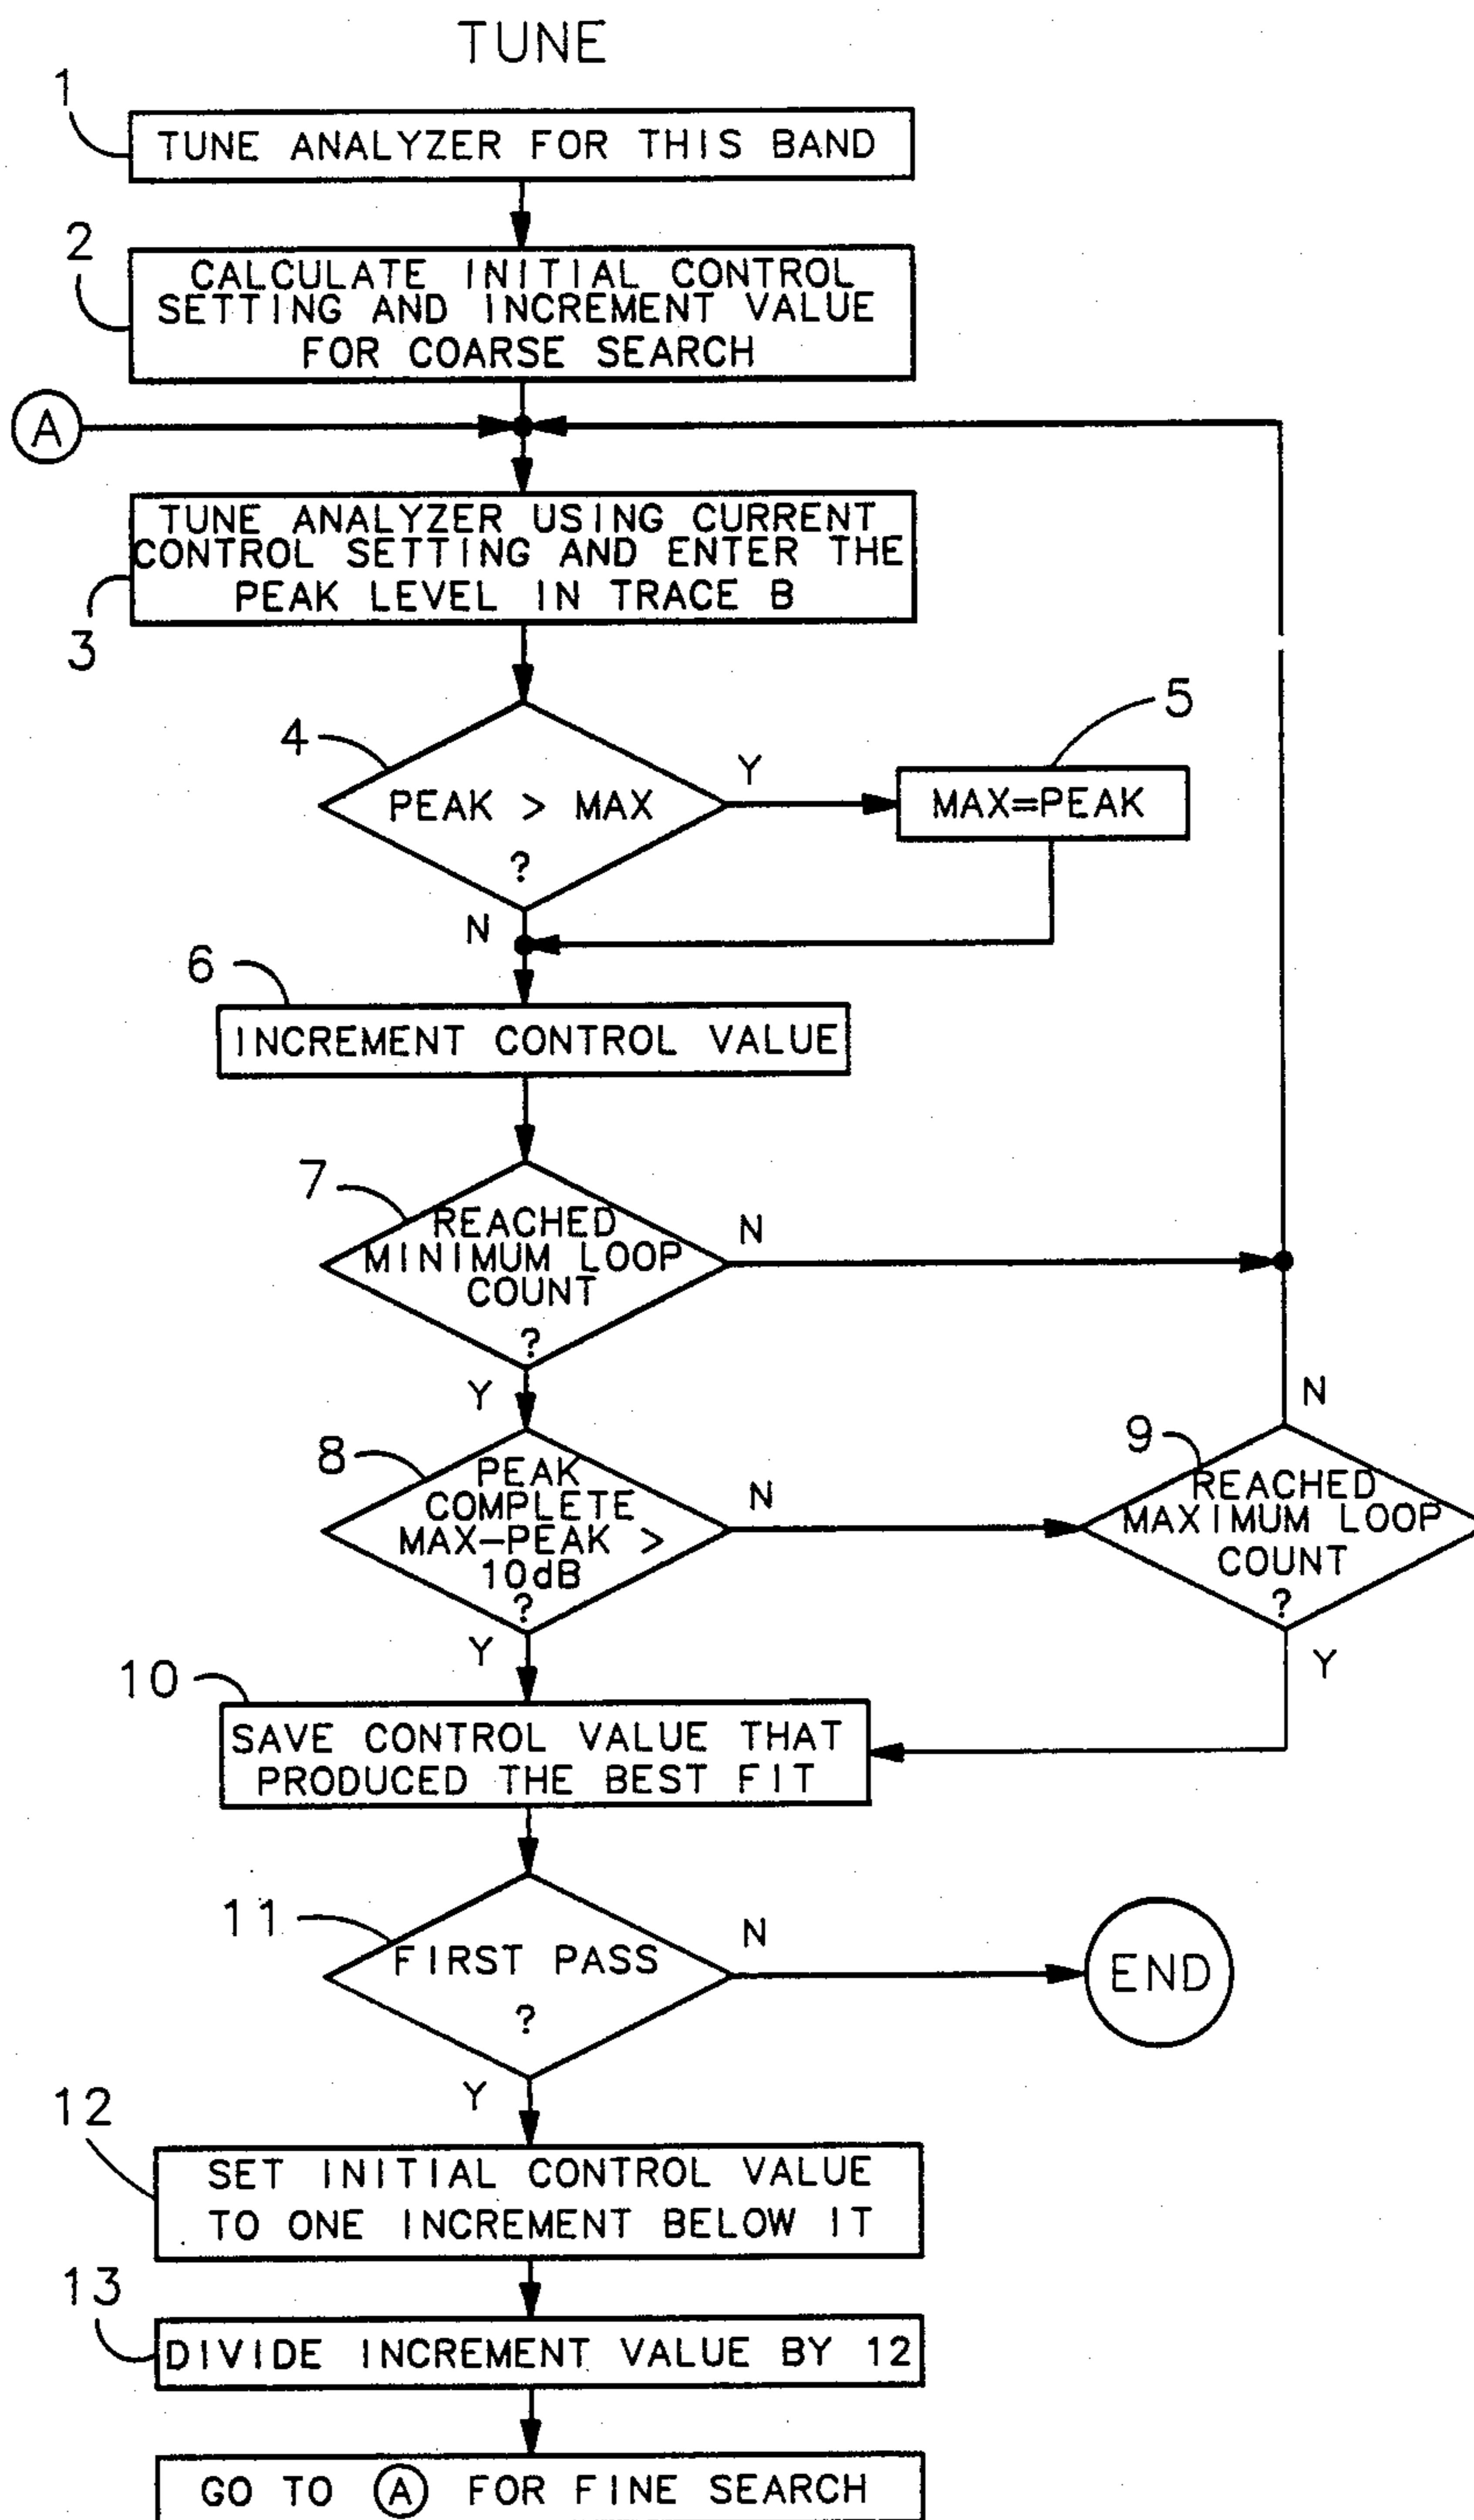 TUNE
1
TUNE ANALYZER FOR THIS BAND
2
CALCULATE INITIAL CONTROL
SETTING AND INCREMENT VALUE
FOR COARSE SEARCH
A
TUNE ANALYZER USING CURRENT
CONTROL SETTING AND ENTER THE
PEAK LEVEL IN TRACE B
3
4
PEAK > MAX
?
Y
5
MAX=PEAK
N
6
INCREMENT CONTROL VALUE
7
REACHED
MINIMUM LOOP
COUNT
?
N
Y
8
PEAK
COMPLETE
MAX-PEAK >
10dB
?
N
9
REACHED
MAXIMUM LOOP
COUNT
?
N
Y
Y
10
SAVE CONTROL VALUE THAT
PRODUCED THE BEST FIT
11
FIRST PASS
?
N
END
Y
12
SET INITIAL CONTROL VALUE
TO ONE INCREMENT BELOW IT
13
DIVIDE INCREMENT VALUE BY 12
GO TO A FOR FINE SEARCH